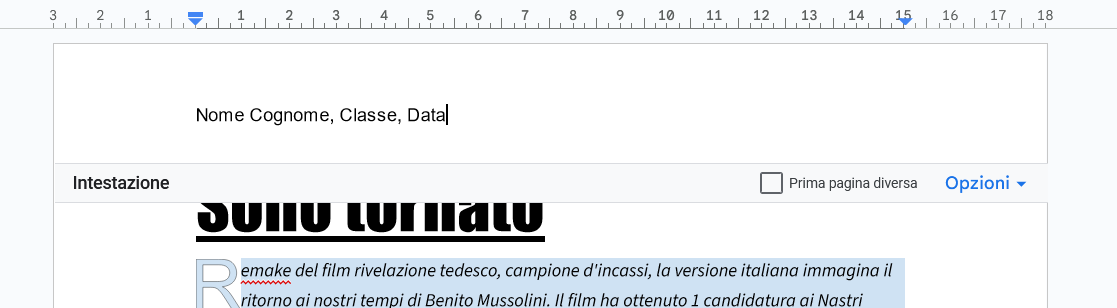 3 2 1 1 2 3 4 5 6 7 8 9 10 11 12 13 14 15 16 17 18
Nome Cognome, Classe, Data
Intestazione Prima pagina diversa Opzioni
Sono tornato
Remake del film rivelazione tedesco, campione d'incassi, la versione italiana immagina il
ritorno ai nostri tempi di Benito Mussolini. Il film ha ottenuto 1 candidatura ai Nastri